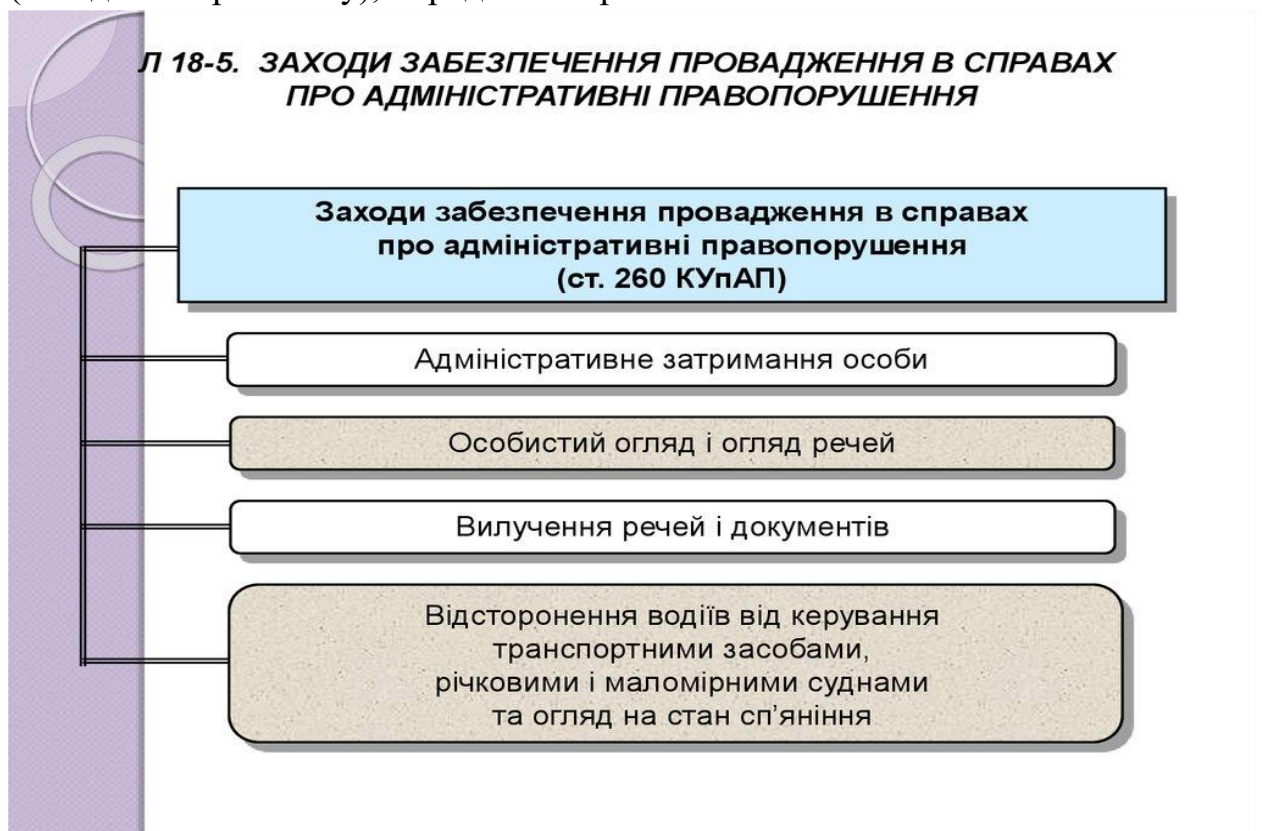 Л 18-5. ЗАХОДИ ЗАБЕЗПЕЧЕННЯ ПРОВАДЖЕННЯ В СПРАВАХ
ПРО АДМІНІСТРАТИВНІ ПРАВОПОРУШЕННЯ
Заходи забезпечення провадження в справах
про адміністративні правопорушення
(ст. 260 КУпАП)
Адміністративне затримання особи
Особистий огляд і огляд речей
Вилучення речей і документів
Відсторонення водіїв від керування
транспортними засобами,
річковими і маломірними суднами
та огляд на стан сп’яніння